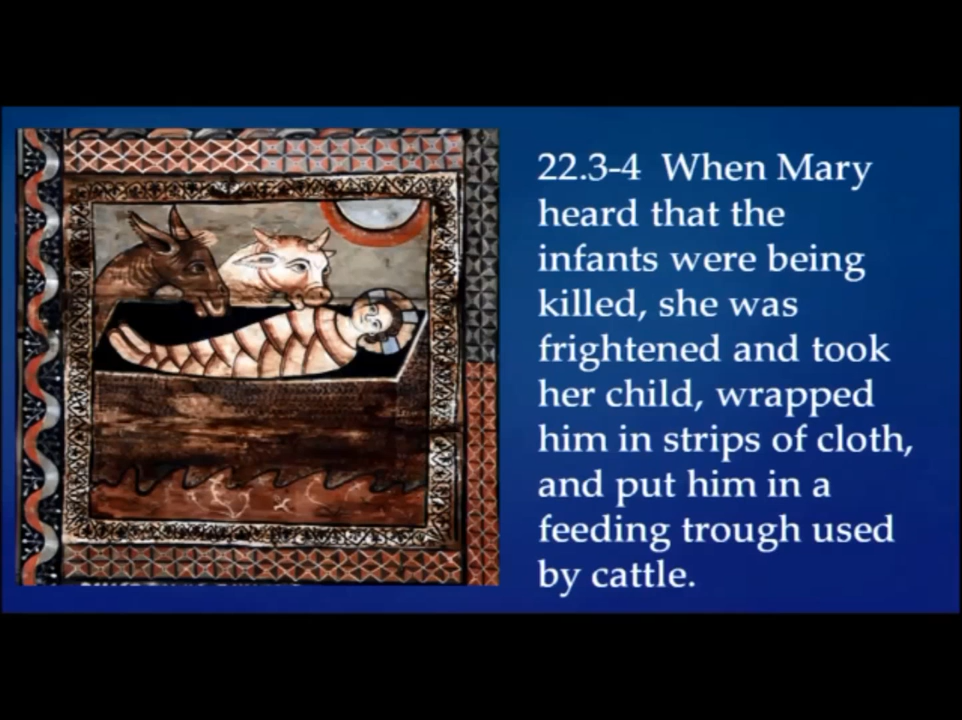 22.3-4 When Mary
heard that the
infants were being
killed, she was
frightened and took
her child, wrapped
him in strips of cloth,
and put him in a
feeding trough used
by cattle.